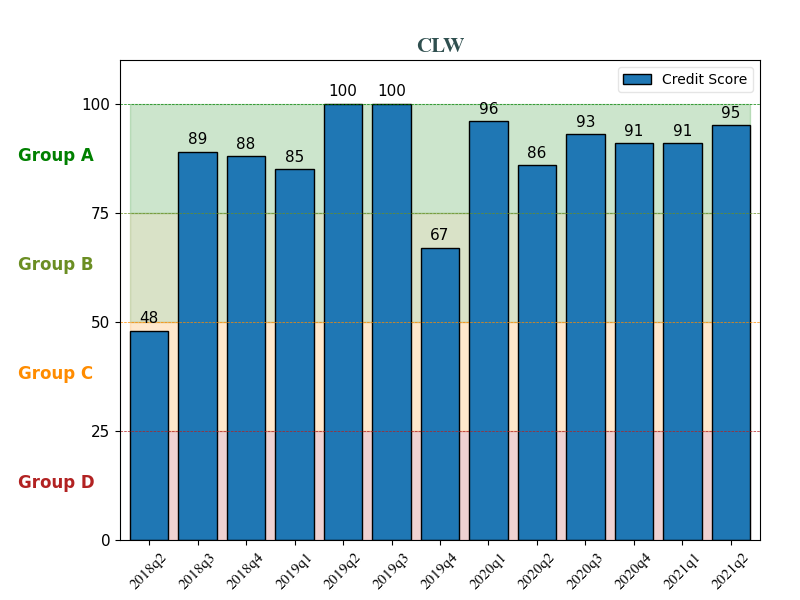 CLW
Credit Score
100
75
50
25
0
Group A
Group B
Group C
Group D
48
89
88
85
100
100
67
96
86
93
91
91
95
2018q2
2018q3
2018q4
2019q1
2019q2
2019q3
2019q4
2020q1
2020q2
2020q3
2020q4
2021q1
2021q2